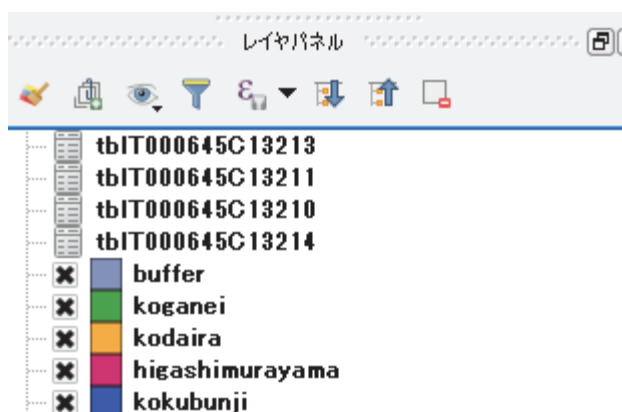 レイヤパネル
ε
tblT000645C13213
tblT000645C13211
tblT000645C13210
tblT000645C13214
buffer
koganei
kodaira
higashimurayama
kokubunji